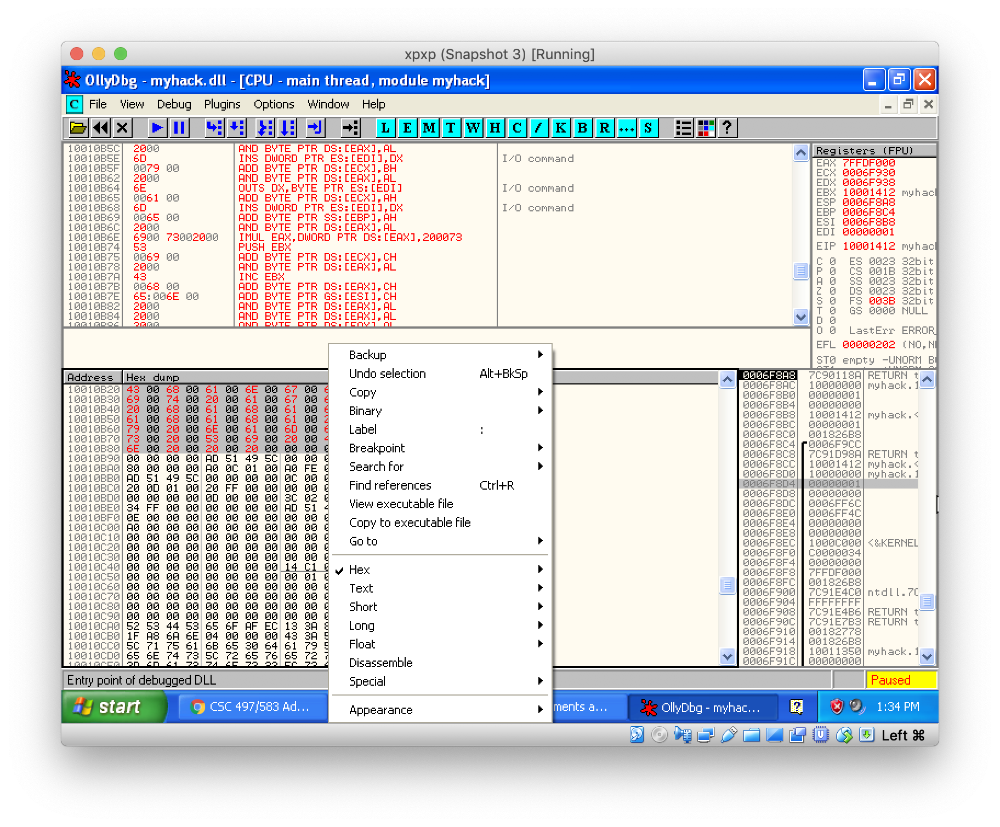 xpxp (Snapshot 3) [Running]
OllyDbg - myhack.dll - [CPU - main thread, module myhack]
C File View Debug Plugins Options Window Help
L E M T W H C / K B R ... S ?
10010B5C 2000 AND BYTE PTR DS:[EAX],AL
10010B5E 6D INS DWORD PTR ES:[EDI],DX I/O command
10010B5F 0079 00 ADD BYTE PTR DS:[ECX],BH
10010B62 2000 AND BYTE PTR DS:[EAX],AL
10010B64 6E OUTS DX,BYTE PTR ES:[EDI] I/O command
10010B65 0061 00 ADD BYTE PTR DS:[ECX],AH
10010B68 6D INS DWORD PTR ES:[EDI],DX I/O command
10010B69 0065 00 ADD BYTE PTR SS:[EBP],AH
10010B6C 2000 AND BYTE PTR DS:[EAX],AL
10010B6E 6900 73002000 IMUL EAX,DWORD PTR DS:[EAX],200073
10010B74 53 PUSH EBX
10010B75 0069 00 ADD BYTE PTR DS:[ECX],CH
10010B78 2000 AND BYTE PTR DS:[EAX],AL
10010B7A 43 INC EBX
10010B7B 0068 00 ADD BYTE PTR DS:[EAX],CH
10010B7E 65:006E 00 ADD BYTE PTR GS:[ESI],CH
10010B82 2000 AND BYTE PTR DS:[EAX],AL
10010B84 2000 AND BYTE PTR DS:[EAX],AL
10010B86 2000 AND BYTE PTR DS:[EAX],AL
Registers (FPU)
EAX 7FFDF000
ECX 0006F930
EDX 0006F938
EBX 10001412 myhac
ESP 0006F8A8
EBP 0006F8C4
ESI 0006F8B8
EDI 00000001
EIP 10001412 myhac
C 0 ES 0023 32bit
P 0 CS 001B 32bit
A 0 SS 0023 32bit
Z 0 DS 0023 32bit
S 0 FS 003B 32bit
T 0 GS 0000 NULL
D 0
O 0 LastErr ERROR_
EFL 00000202 (NO,N
ST0 empty -UNORM B
Address Hex dump
10010B20 43 00 68 00 61 00 6E 00 67 00
10010B30 69 00 74 00 20 00 61 00 67 00
10010B40 20 00 68 00 61 00 68 00 61 00
10010B50 61 00 68 00 61 00 68 00 61 00
10010B60 79 00 20 00 6E 00 61 00 6D 00
10010B70 73 00 20 00 53 00 69 00 20 00
10010B80 6E 00 20 00 20 00 20 00 00 00
10010B90 00 00 00 00 AD 51 49 5C 00 00
10010BA0 80 00 00 00 A0 0C 01 00 A0 FE
10010BB0 AD 51 49 5C 00 00 00 00 0C 00
10010BC0 20 0D 01 00 20 FF 00 00 00 00
10010BD0 00 00 00 00 0D 00 00 00 3C 02
10010BE0 34 FF 00 00 00 00 00 00 AD 51
10010BF0 0E 00 00 00 00 00 00 00 00 00
10010C00 A0 00 00 00 00 00 00 00 00 00
10010C10 00 00 00 00 00 00 00 00 00 00
10010C20 00 00 00 00 00 00 00 00 00 00
10010C30 00 00 00 00 00 00 00 00 00 00
10010C40 00 00 00 00 00 00 00 00 14 C1
10010C50 00 00 00 00 00 00 00 00 00 01
10010C60 00 00 00 00 00 00 00 00 00 00
10010C70 00 00 00 00 00 00 00 00 00 00
10010C80 00 00 00 00 00 00 00 00 00 00
10010C90 00 00 00 00 00 00 00 00 00 00
10010CA0 52 53 44 53 65 6F AF EC 13 3A
10010CB0 1F A8 6A 6E 04 00 00 00 43 3A
10010CC0 5C 71 75 61 6B 65 30 64 61 79
10010CD0 65 6E 74 73 5C 72 65 76 65 72
Backup
Undo selection Alt+BkSp
Copy
Binary
Label :
Breakpoint
Search for
Find references Ctrl+R
View executable file
Copy to executable file
Go to
Hex
Text
Short
Long
Float
Disassemble
Special
Appearance
0006F8A8 7C90118A RETURN t
0006F8AC 10000000 myhack.1
0006F8B0 00000001
0006F8B4 00000000
0006F8B8 10001412 myhack.<
0006F8BC 00000001
0006F8C0 001826B8
0006F8C4 0006F9CC
0006F8C8 7C91D98A RETURN t
0006F8CC 10001412 myhack.<
0006F8D0 10000000 myhack.1
0006F8D4 00000001
0006F8D8 00000000
0006F8DC 0006FF6C
0006F8E0 0006FF4C
0006F8E4 00000000
0006F8E8 00000000
0006F8EC 1000C000 <&KERNEL
0006F8F0 C0000034
0006F8F4 00000000
0006F8F8 7FFDF000
0006F8FC 001826B8
0006F900 7C91E4C0 ntdll.7C
0006F904 FFFFFFFF
0006F908 7C91E4B6 RETURN t
0006F90C 7C91E7B3 RETURN t
0006F910 00182778
0006F914 001826B8
0006F918 10011350 myhack.1
0006F91C 00000000
Entry point of debugged DLL Paused
start CSC 497/583 Ad... ments a... OllyDbg - myhac... ? 1:34 PM
Left ⌘